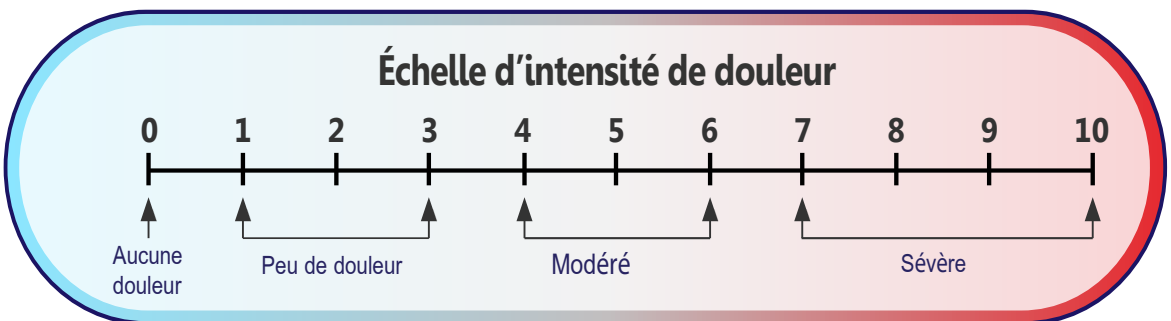 Échelle d’intensité de douleur
0 1 2 3 4 5 6 7 8 9 10
Aucune
douleur
Peu de douleur
Modéré
Sévère